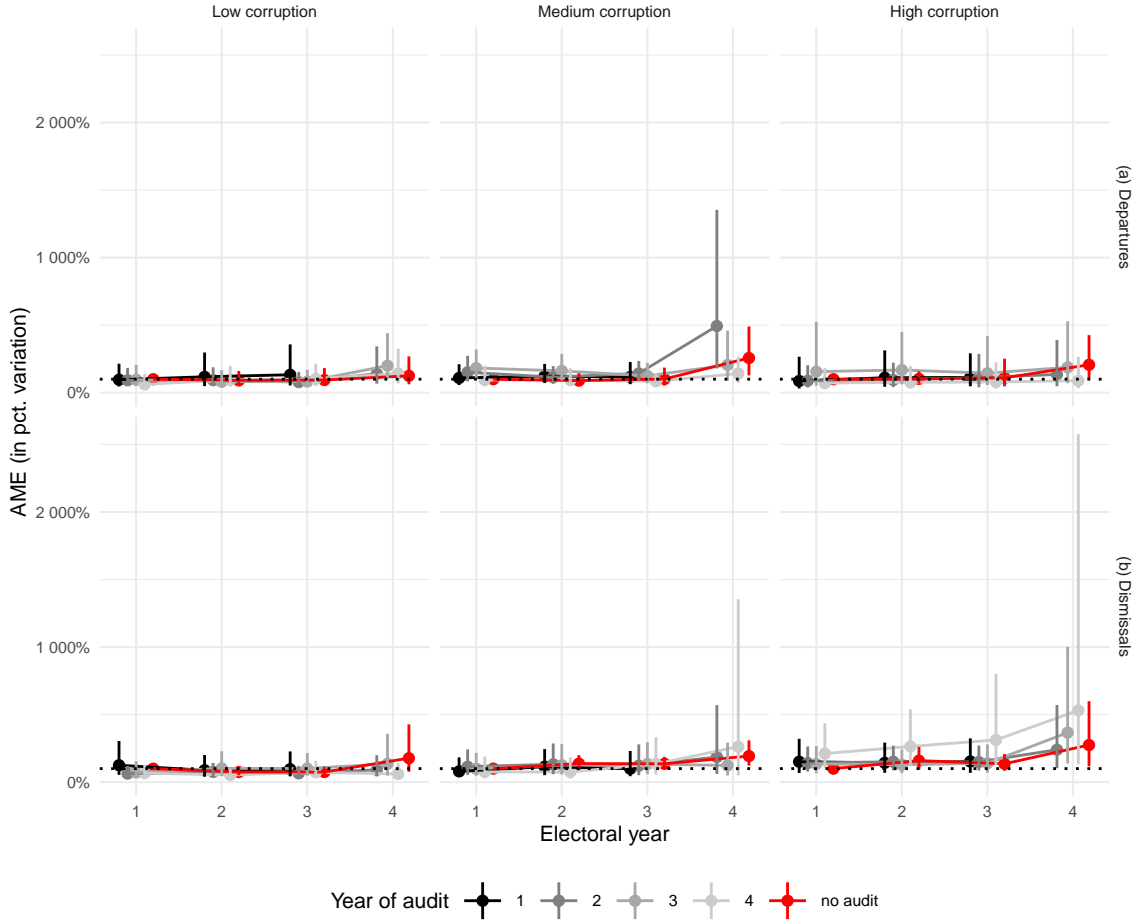 Low corruption
Medium corruption
High corruption
2 000%
1 000%
0%
(a) Departures
AME (in pct. variation)
2 000%
1 000%
0%
(b) Dismissals
1 2 3 4
1 2 3 4
1 2 3 4
Electoral year
Year of audit 1 2 3 4 no audit